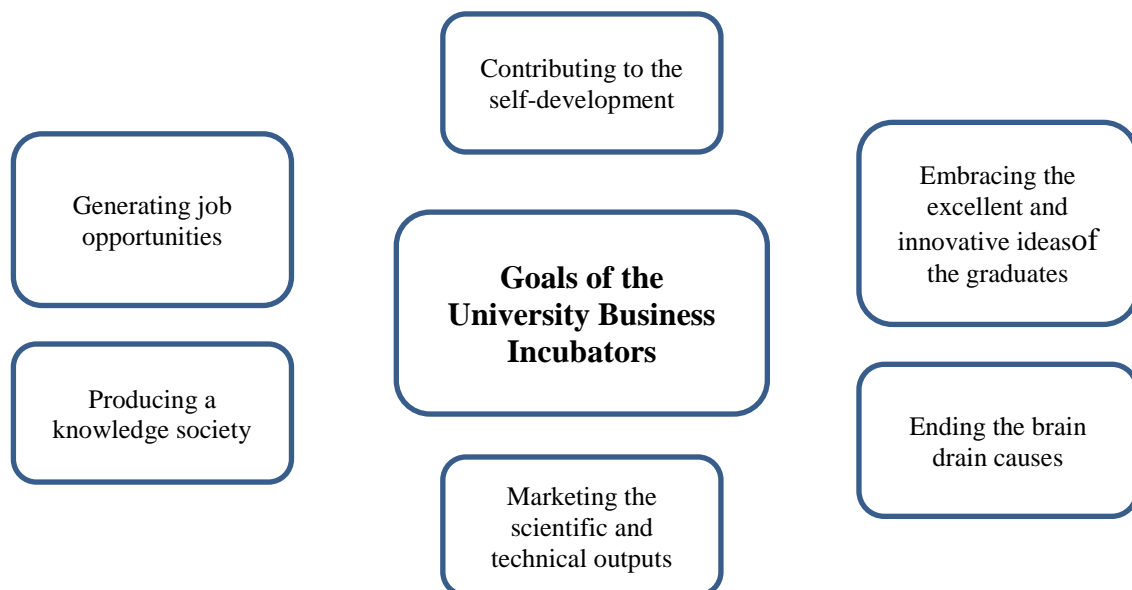 Contributing to the
self-development
Generating job
opportunities
Embracing the
excellent and
innovative ideasof
the graduates
Goals of the
University Business
Incubators
Producing a
knowledge society
Ending the brain
drain causes
Marketing the
scientific and
technical outputs